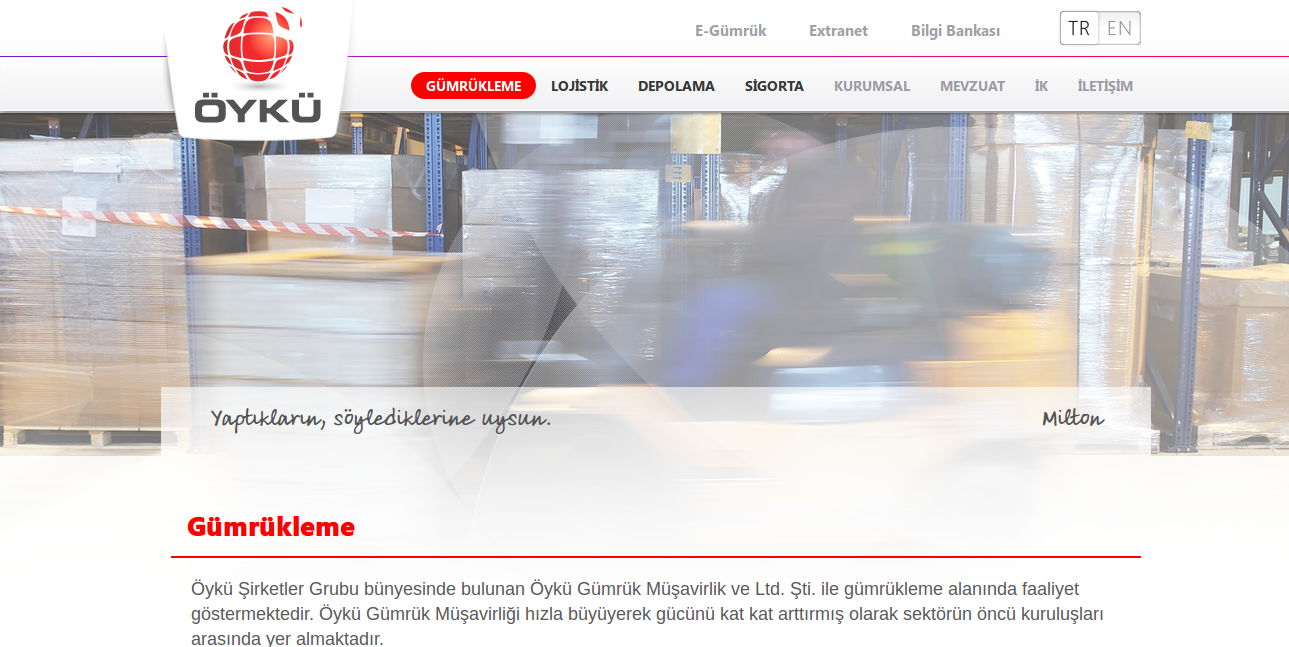 E-Gümrük Extranet Bilgi Bankası TR EN
ÖYKÜ
GÜMRÜKLEME LOJİSTİK DEPOLAMA SİGORTA KURUMSAL MEVZUAT İK İLETİŞİM
Yaptıkların, söylediklerine uysun. Milton
Gümrükleme
Öykü Şirketler Grubu bünyesinde bulunan Öykü Gümrük Müşavirlik ve Ltd. Şti. ile gümrükleme alanında faaliyet
göstermektedir. Öykü Gümrük Müşavirliği hızla büyüyerek gücünü kat kat arttırmış olarak sektörün öncü kuruluşları
arasında yer almaktadır.